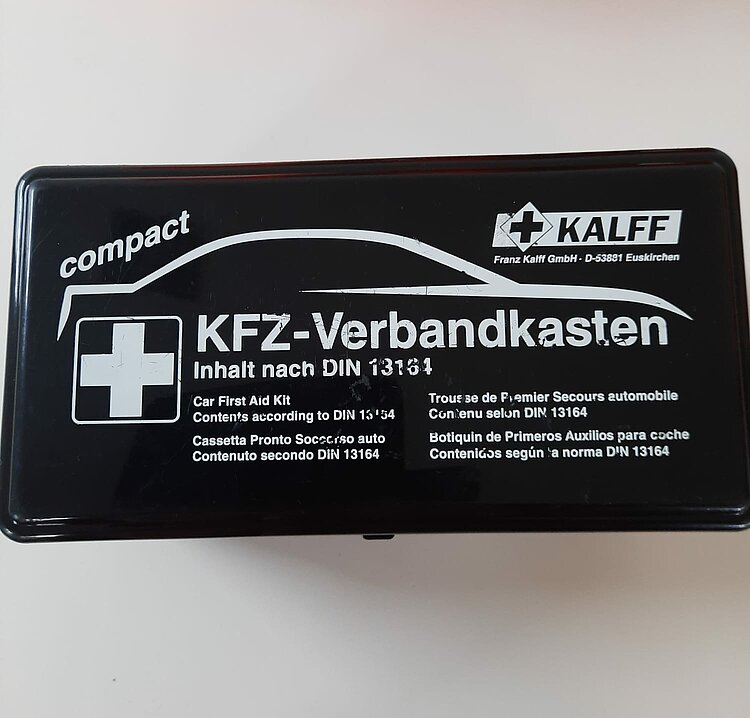 compact
KALFF
Franz Kalff GmbH · D-53881 Euskirchen
KFZ-Verbandkasten
Inhalt nach DIN 13164
Car First Aid Kit
Contents according to DIN 13164
Cassetta Pronto Soccorso auto
Contenuto secondo DIN 13164
Trousse de Premier Secours automobile
Contenu selon DIN 13164
Botiquin de Primeros Auxilios para coche
Contenidos según la norma DIN 13164